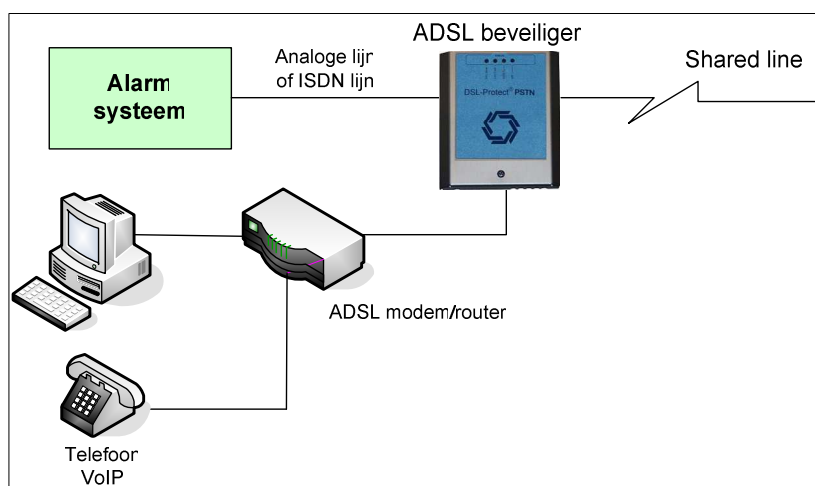 ADSL beveiliger
Analoge lijn
of ISDN lijn
Shared line
Alarm
systeem
DSL-Protect® PSTN
ADSL modem/router
Telefoon
VoIP